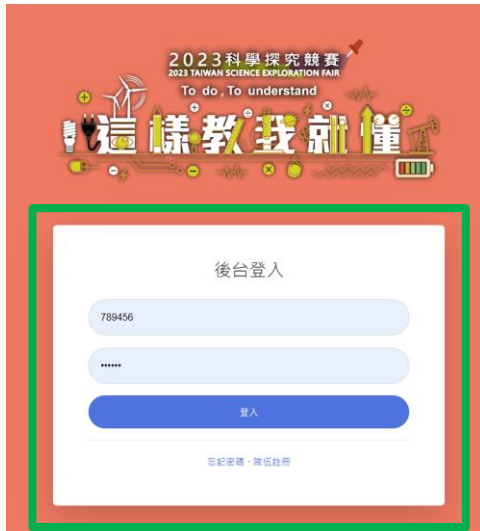 2023科學探究競賽
2023 TAIWAN SCIENCE EXPLORATION FAIR
To do , To understand
這樣教我就懂
後台登入
789456
••••••
登入
忘記密碼、隊伍註冊